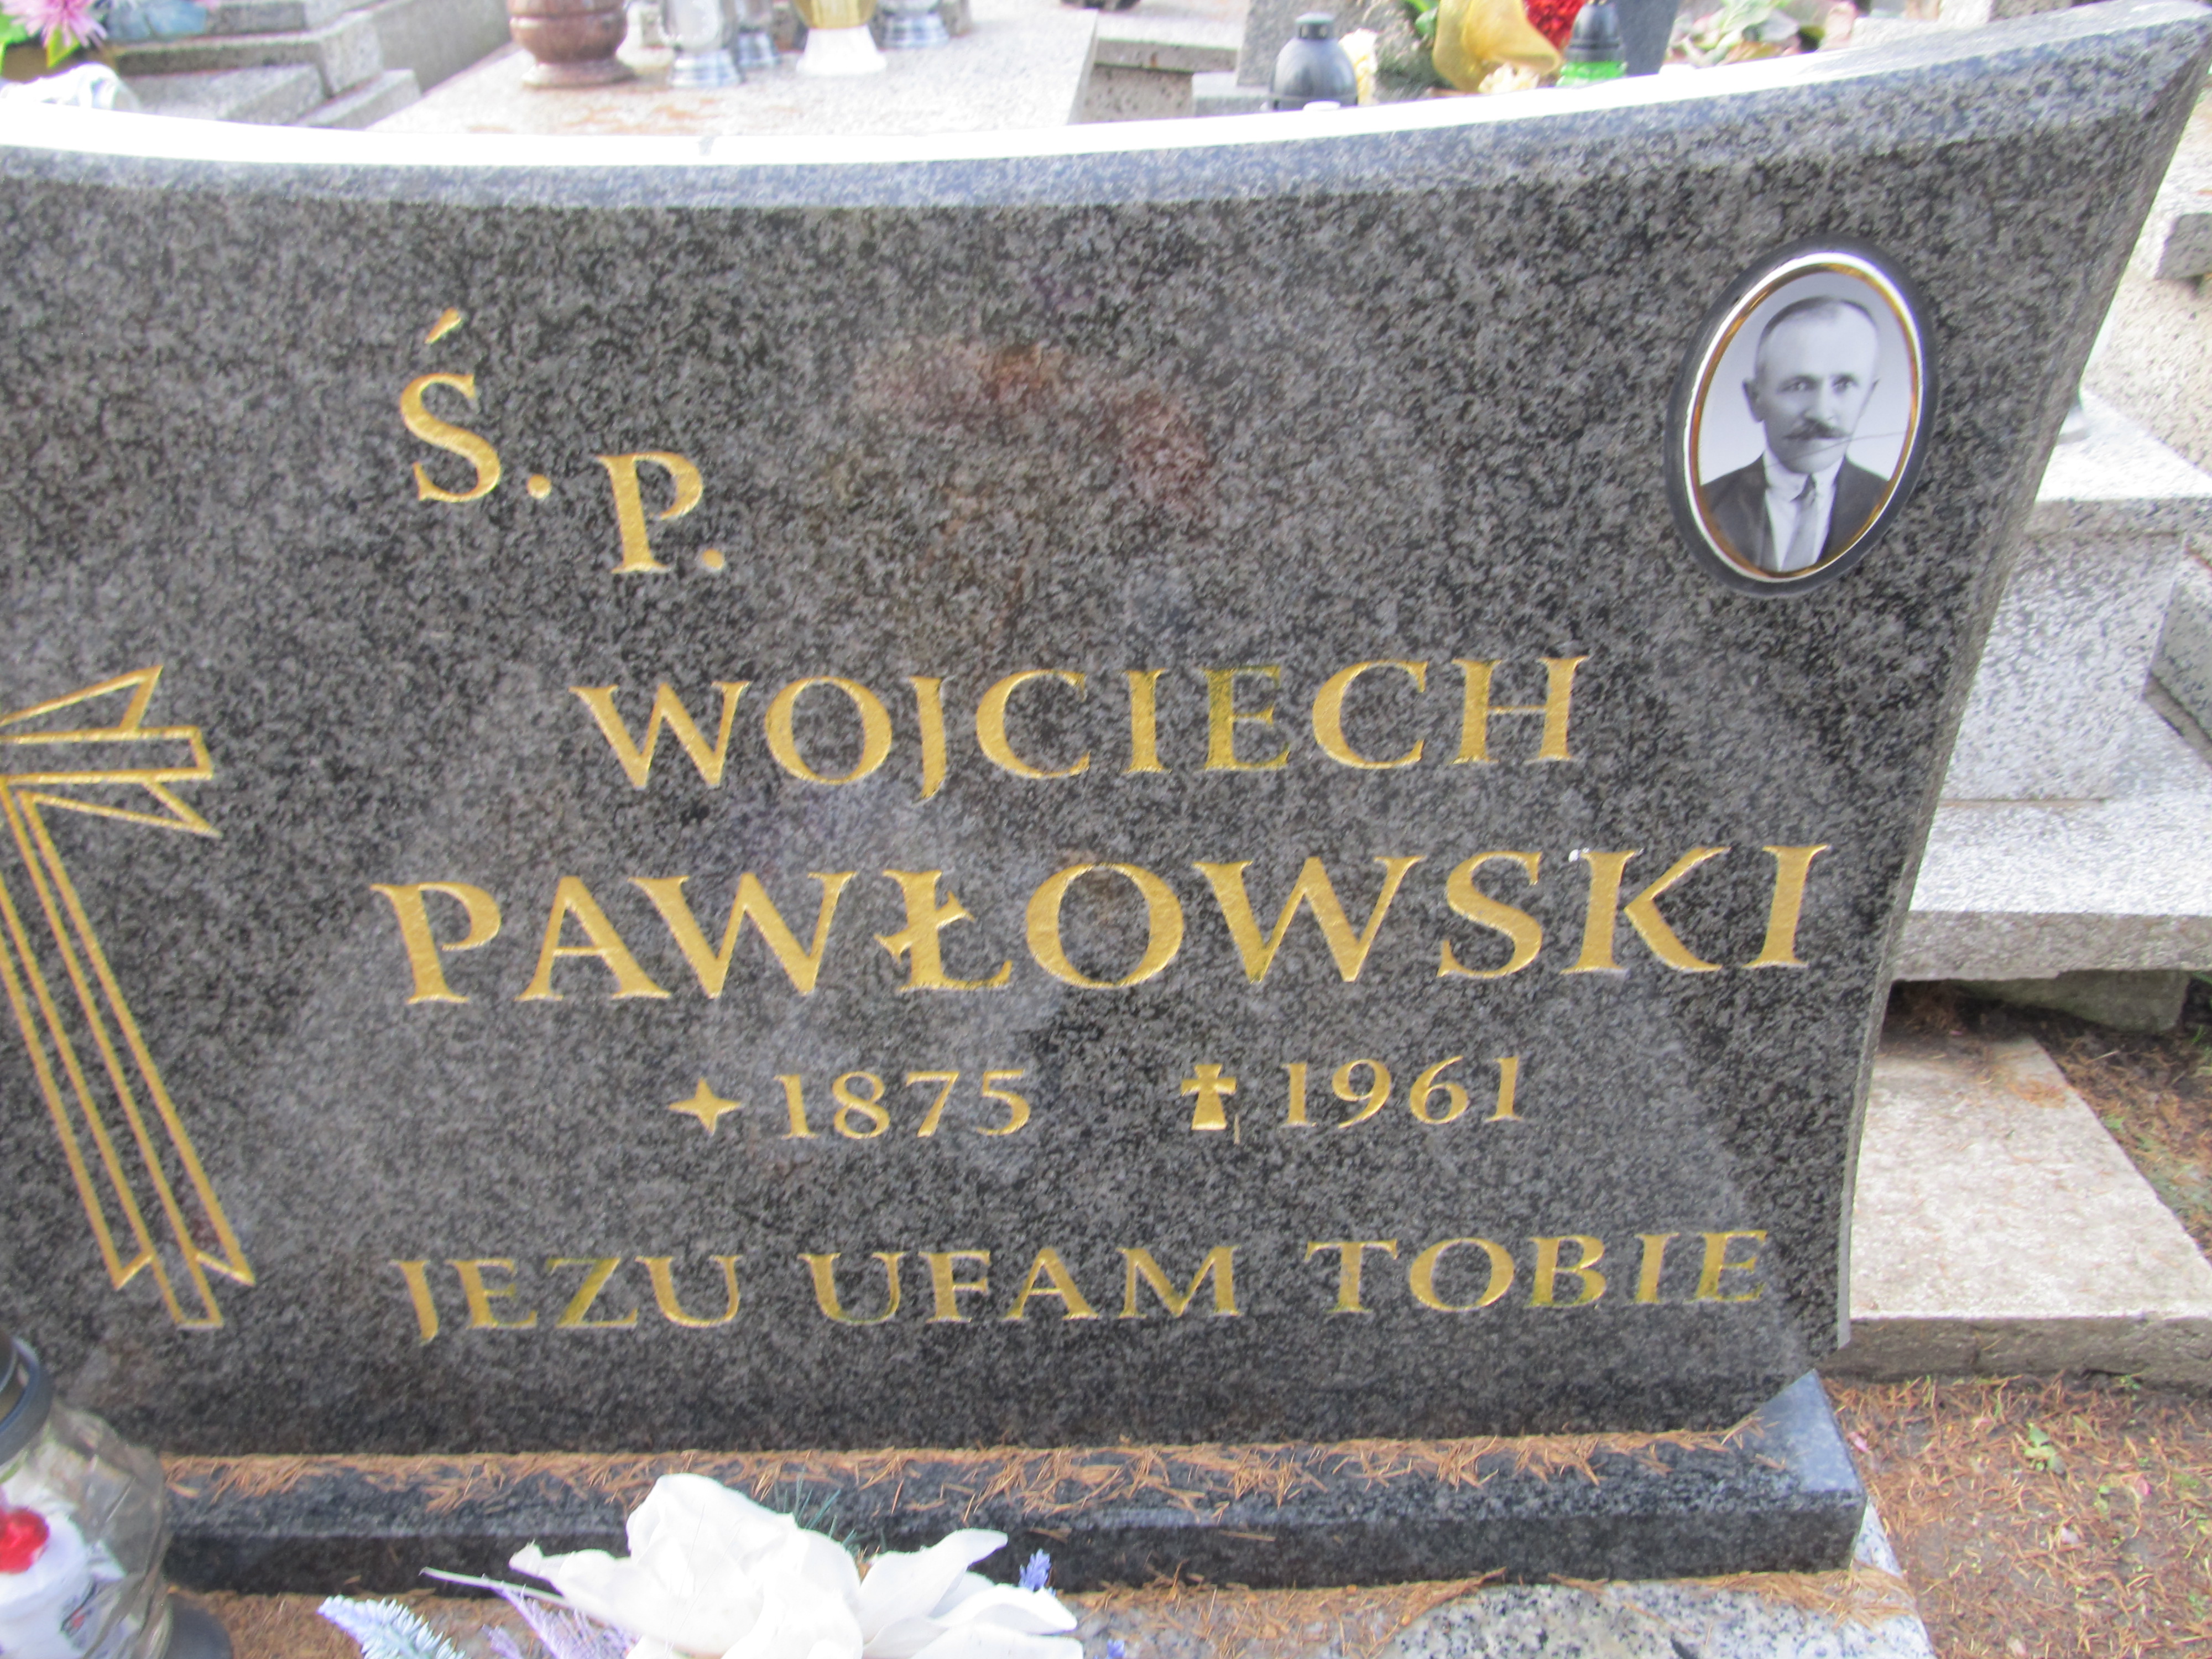 Ś. P.
WOJCIECH
PAWŁOWSKI
1875 1961
JEZU UFAM TOBIE